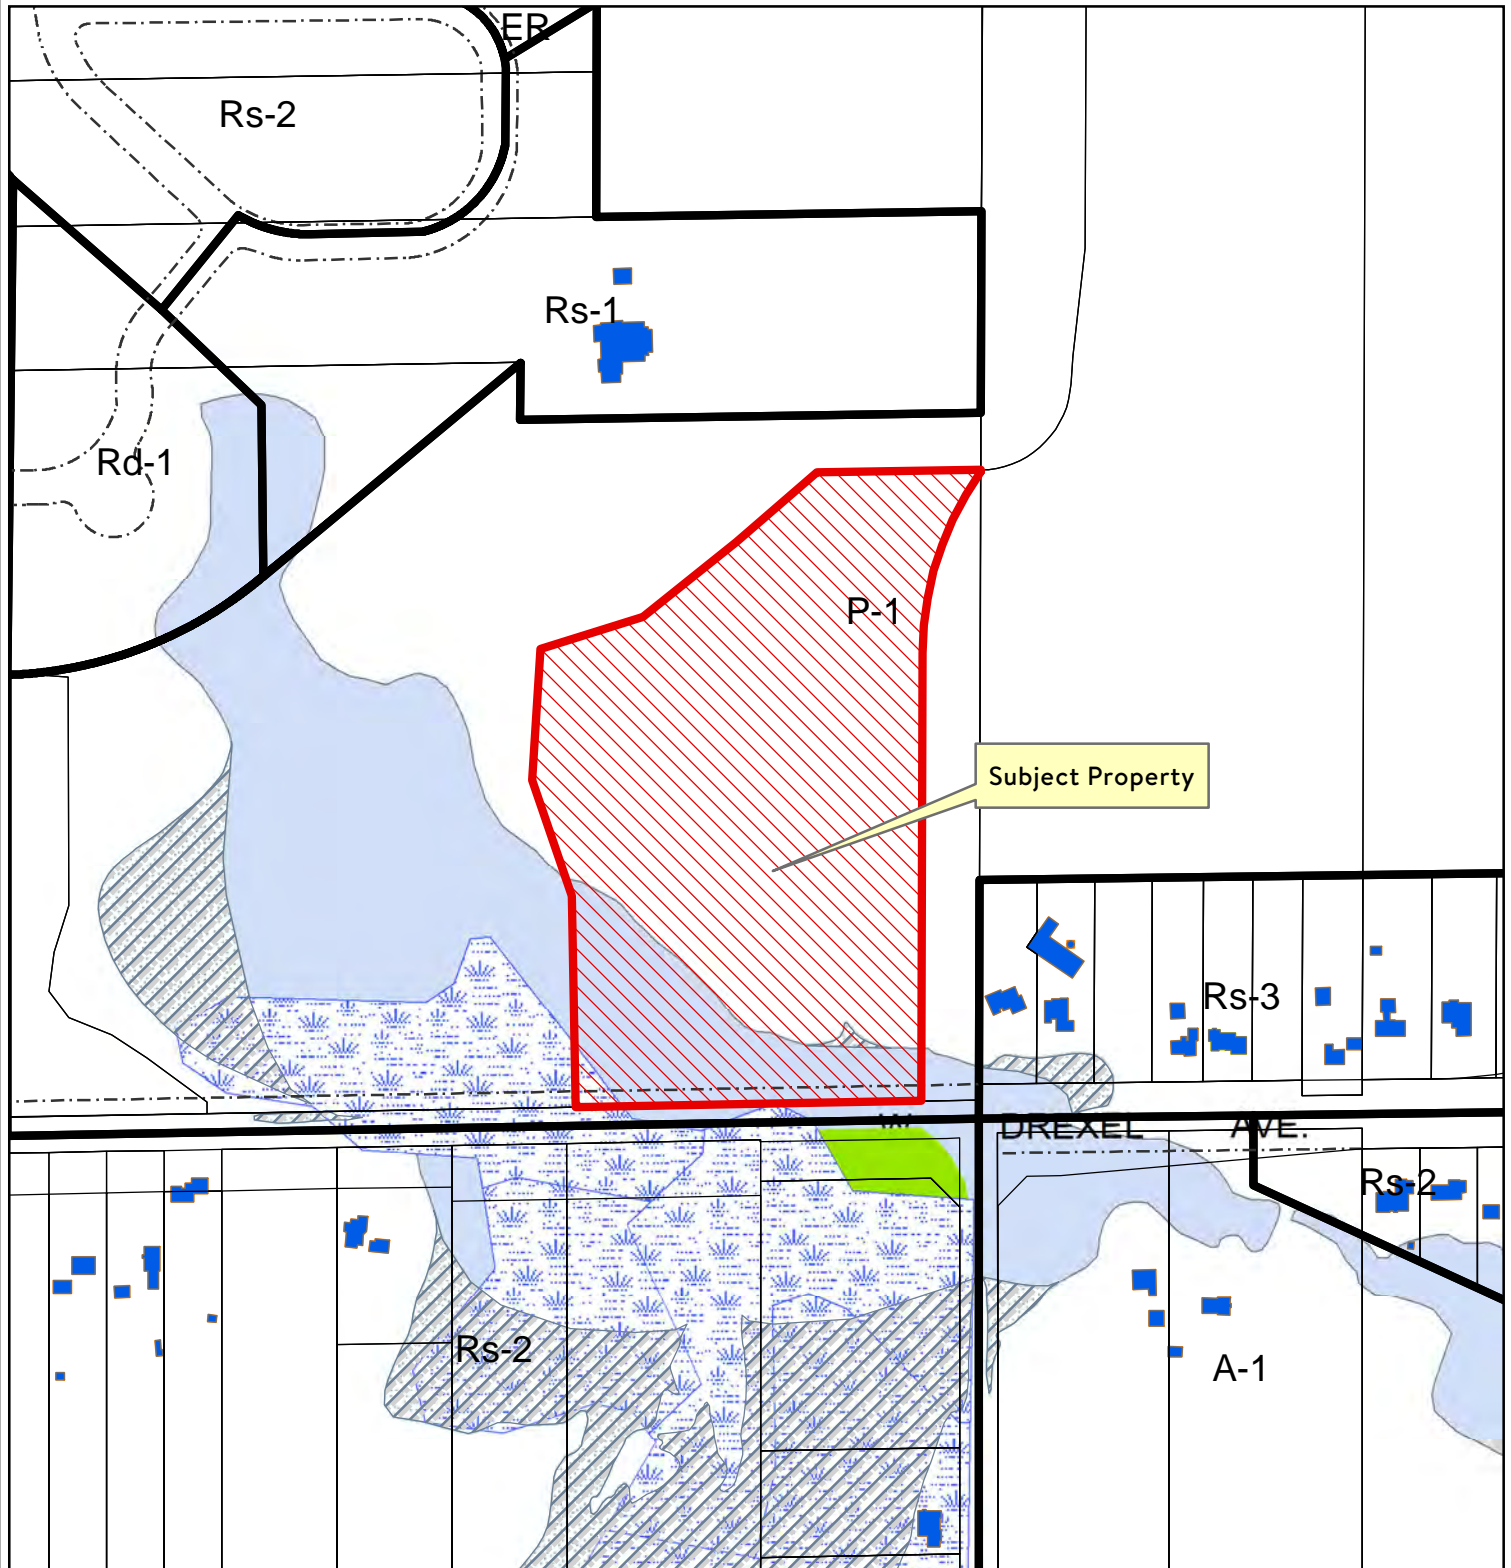 ER
Rs-2
Rs-1
Rd-1
P-1
Subject Property
Rs-3
W. DREXEL AVE.
Rs-2
Rs-2
A-1